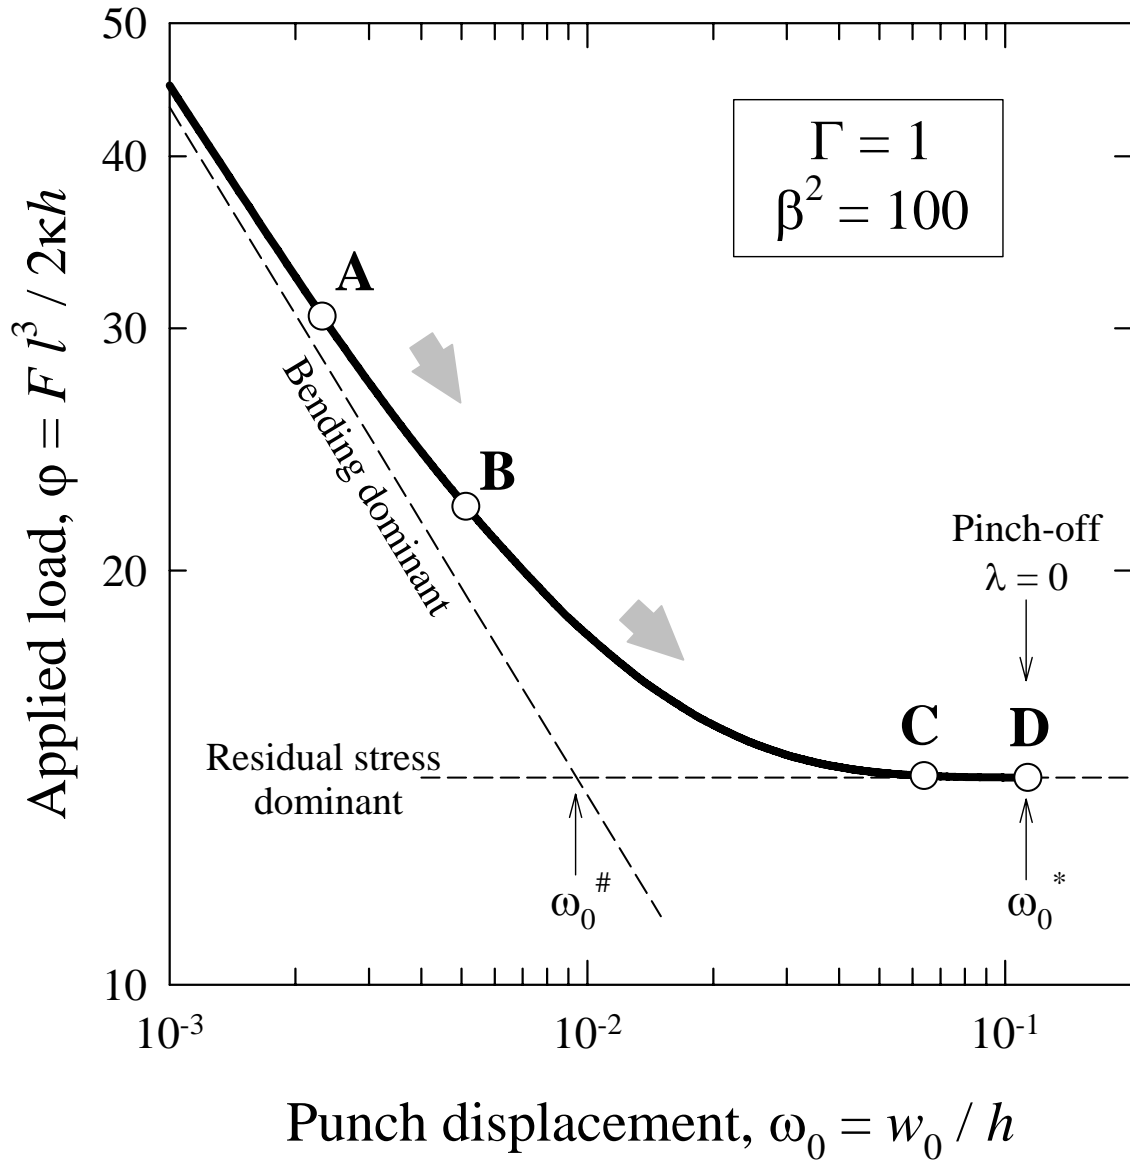 50
40
30
20
10
Applied load, φ = F l³ / 2κh
Γ = 1
β² = 100
A
B
Bending dominant
Pinch-off
λ = 0
C
D
Residual stress
dominant
ω₀#
ω₀*
10⁻³
10⁻²
10⁻¹
Punch displacement, ω₀ = w₀ / h